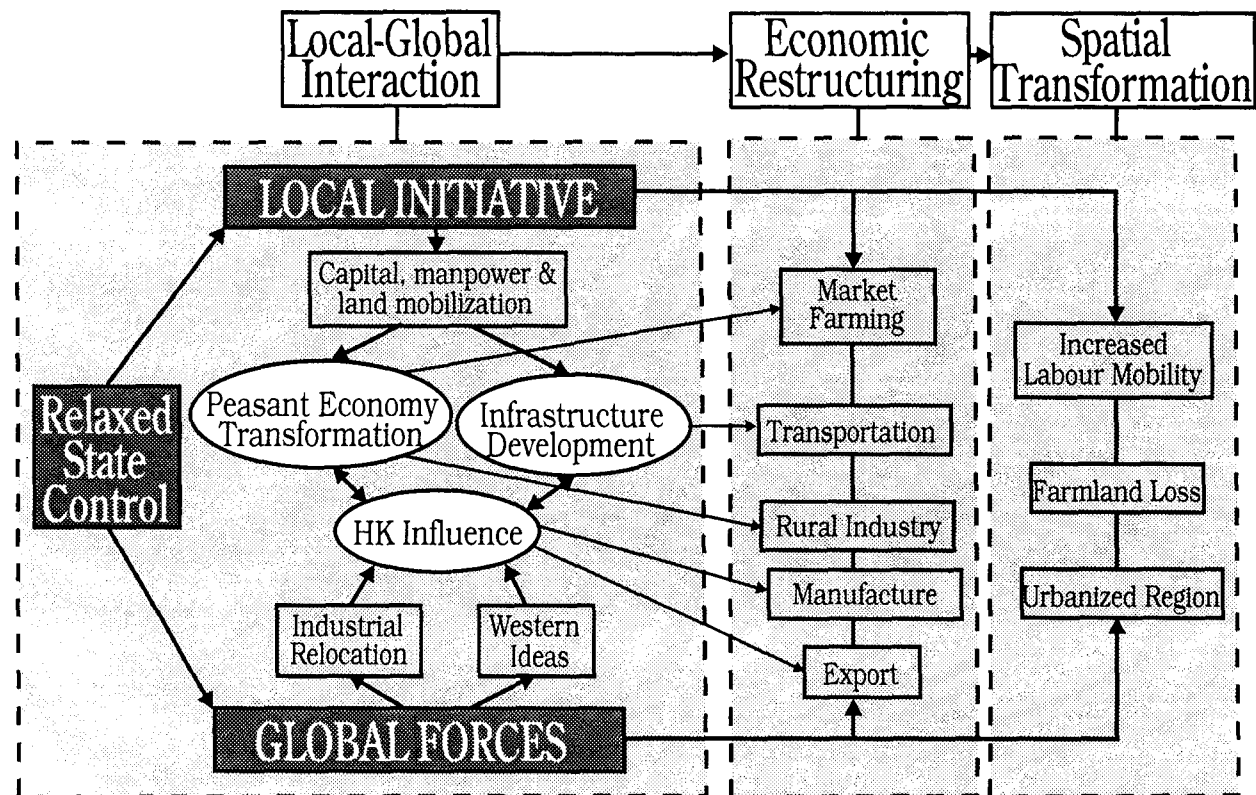 Local-Global
Interaction
Economic
Restructuring
Spatial
Transformation
LOCAL INITIATIVE
Capital, manpower &
land mobilization
Peasant Economy
Transformation
Infrastructure
Development
Relaxed
State
Control
HK Influence
Industrial
Relocation
Western
Ideas
GLOBAL FORCES
Market
Farming
Transportation
Rural Industry
Manufacture
Export
Increased
Labour Mobility
Farmland Loss
Urbanized Region